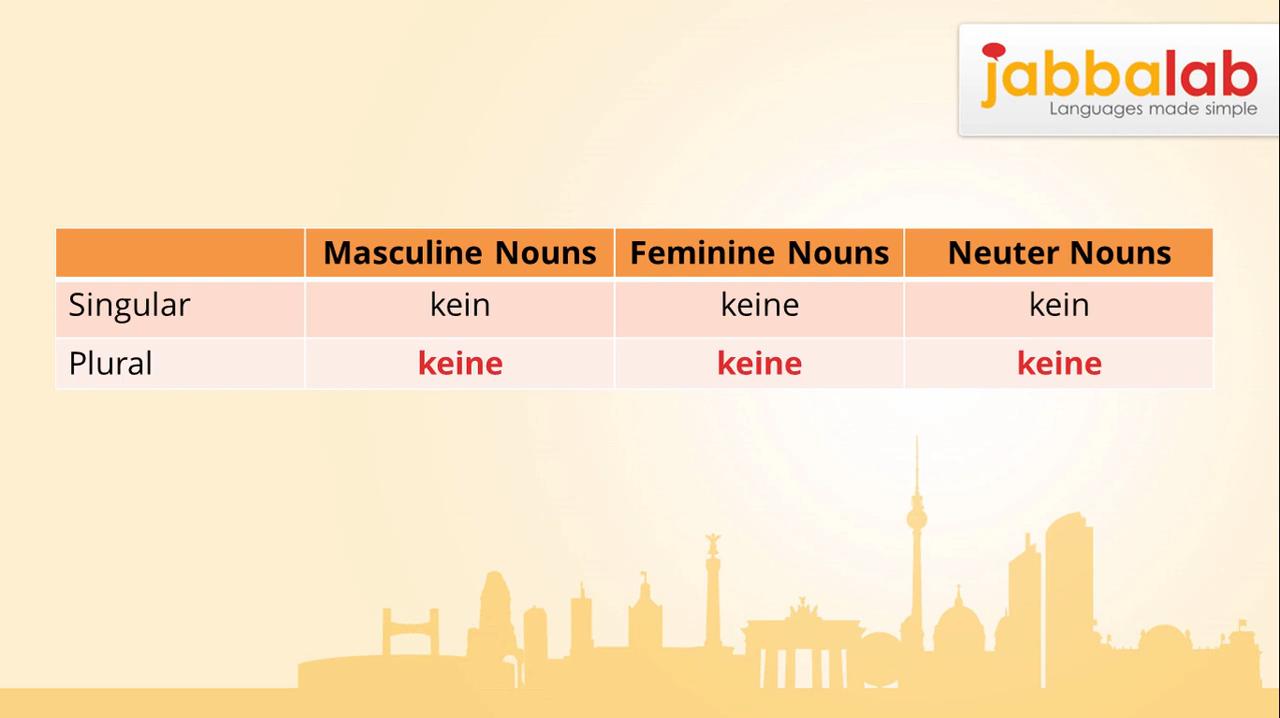 jabbalab
Languages made simple
Masculine Nouns Feminine Nouns Neuter Nouns
Singular kein keine kein
Plural keine keine keine